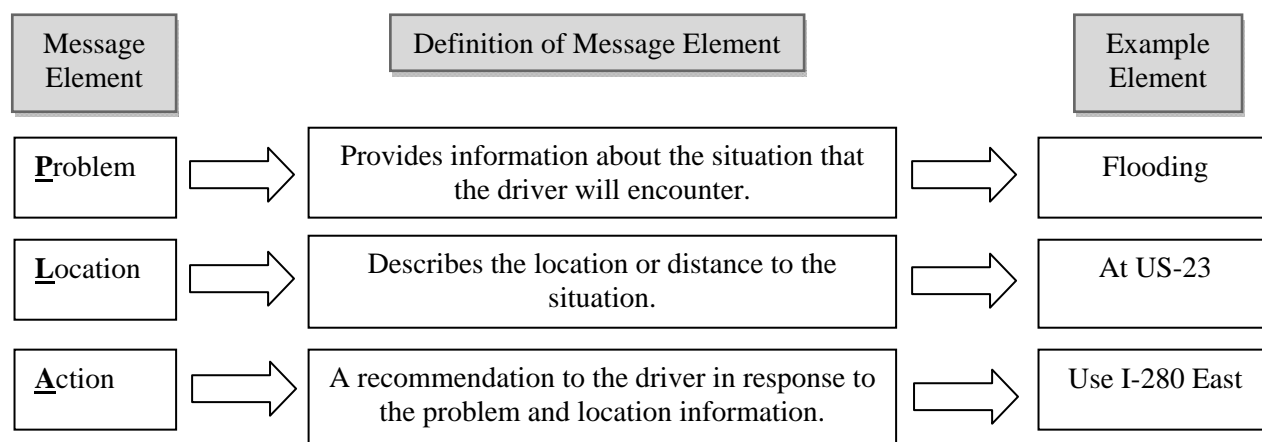 Message
Element
Definition of Message Element
Example
Element
Problem
Provides information about the situation that
the driver will encounter.
Flooding
Location
Describes the location or distance to the
situation.
At US-23
Action
A recommendation to the driver in response to
the problem and location information.
Use I-280 East